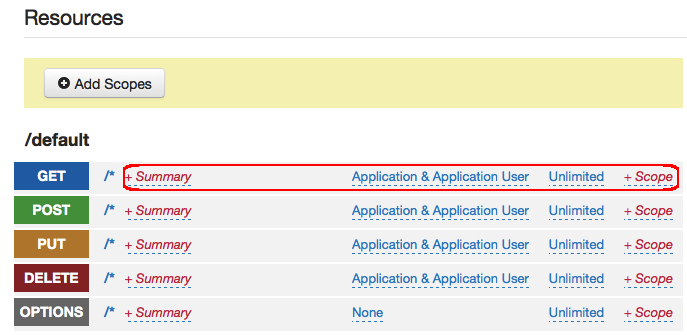 Resources
Add Scopes
/default
GET /* + Summary Application & Application User Unlimited + Scope
POST /* + Summary Application & Application User Unlimited + Scope
PUT /* + Summary Application & Application User Unlimited + Scope
DELETE /* + Summary Application & Application User Unlimited + Scope
OPTIONS /* + Summary None Unlimited + Scope